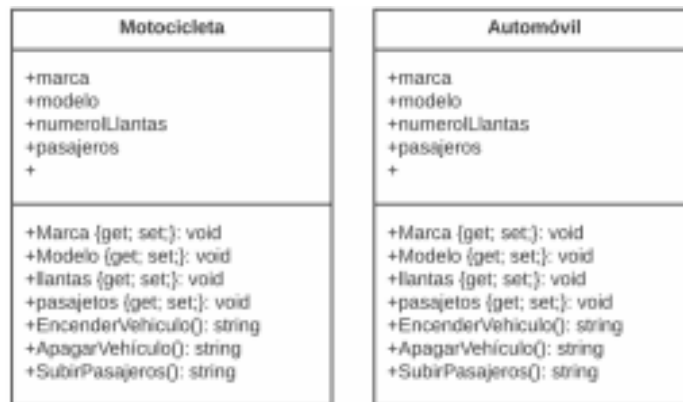 Motocicleta
+marca
+modelo
+numerolLlantas
+pasajeros
+
+Marca {get; set;}: void
+Modelo {get; set;}: void
+llantas {get; set;}: void
+pasajetos {get; set;}: void
+EncenderVehiculo(): string
+ApagarVehículo(): string
+SubirPasajeros(): string
Automóvil
+marca
+modelo
+numerolLlantas
+pasajeros
+
+Marca {get; set;}: void
+Modelo {get; set;}: void
+llantas {get; set;}: void
+pasajetos {get; set;}: void
+EncenderVehiculo(): string
+ApagarVehículo(): string
+SubirPasajeros(): string